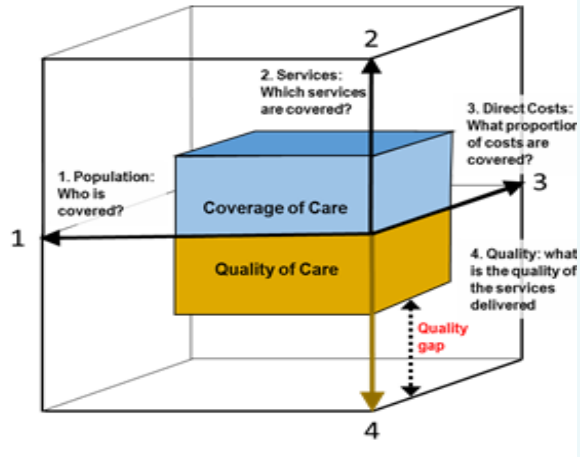 2
2. Services:
Which services
are covered?
3. Direct Costs:
What proportion
of costs are
covered?
1. Population:
Who is
covered?
3
Coverage of Care
1
Quality of Care
4. Quality: what
is the quality of
the services
delivered
Quality
gap
4